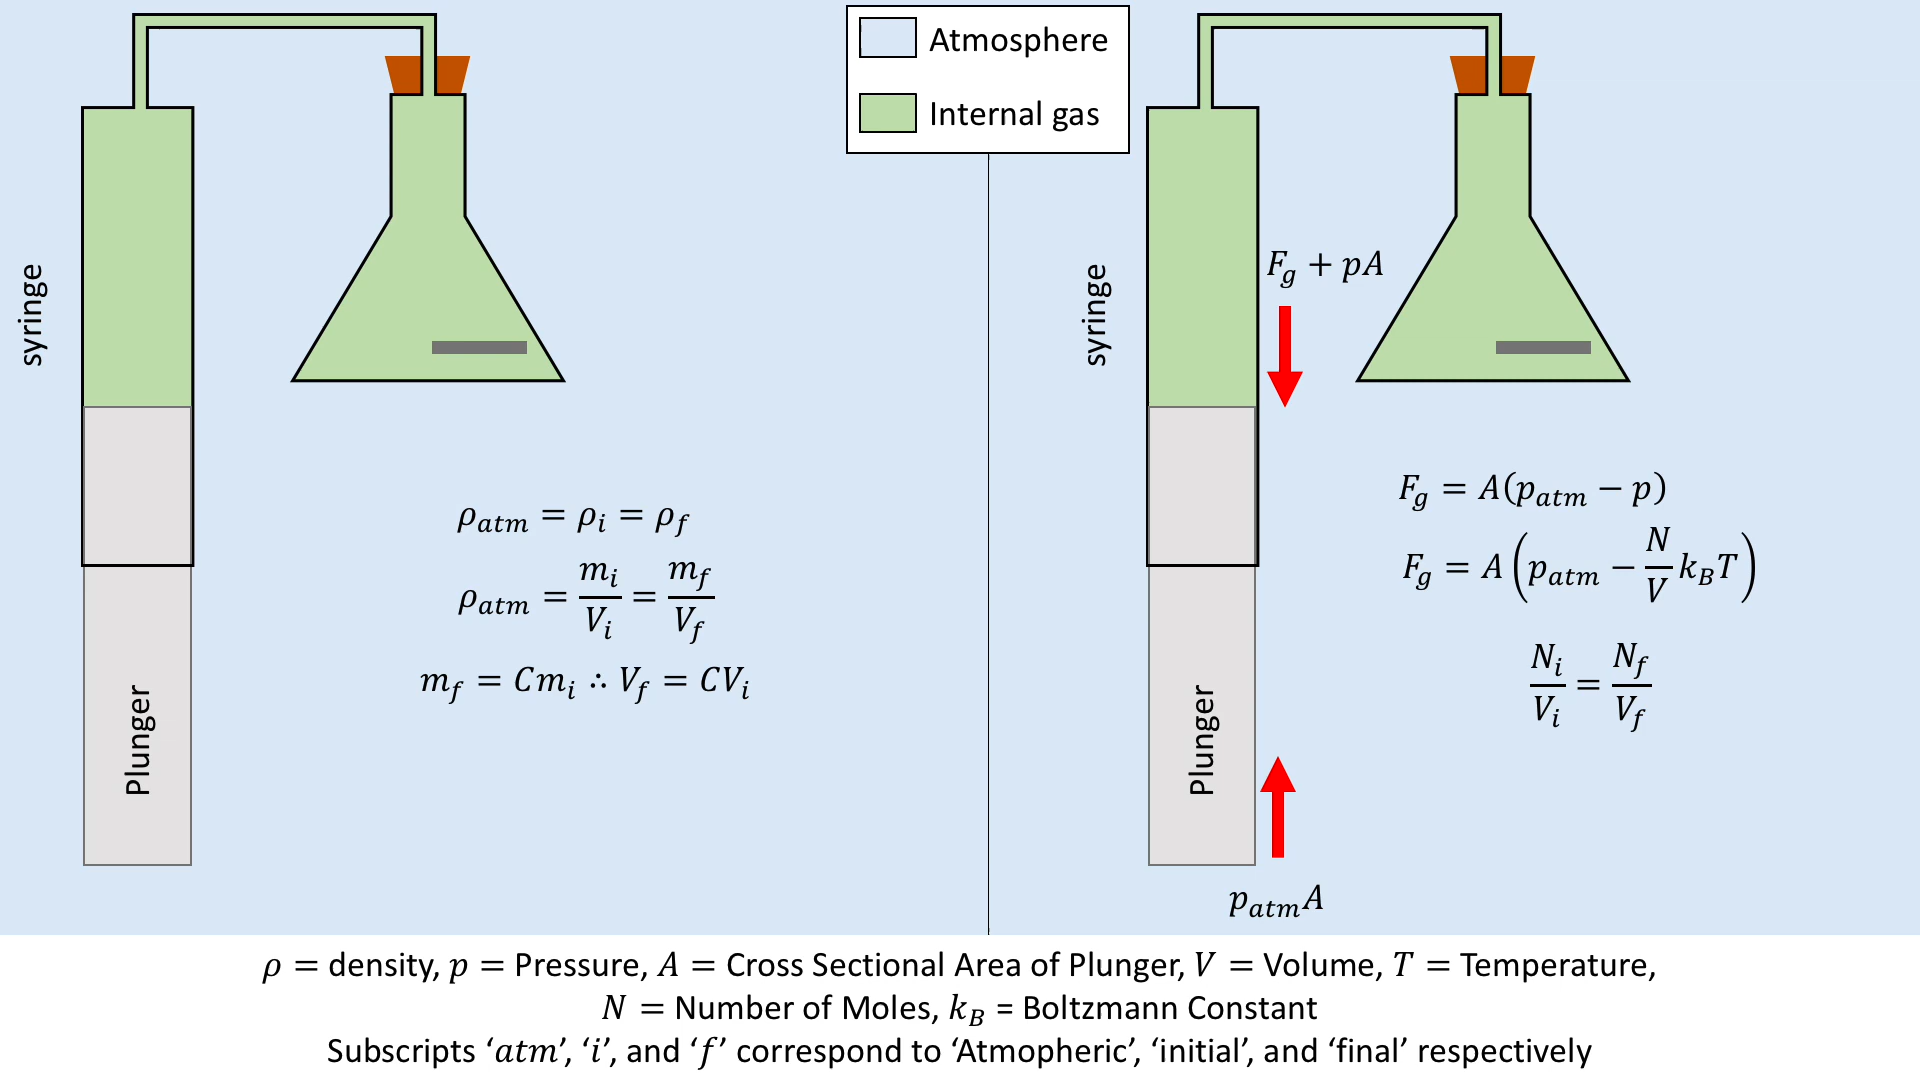 Atmosphere
Internal gas
syringe
ρ_atm = ρ_i = ρ_f
ρ_atm = m_i/V_i = m_f/V_f
m_f = Cm_i ∴ V_f = CV_i
Plunger
syringe
F_g + pA
F_g = A(p_atm − p)
F_g = A(p_atm − N/V k_BT)
N_i/V_i = N_f/V_f
Plunger
p_atmA
ρ = density, p = Pressure, A = Cross Sectional Area of Plunger, V = Volume, T = Temperature,
N = Number of Moles, k_B = Boltzmann Constant
Subscripts ‘atm’, ‘i’, and ‘f’ correspond to ‘Atmopheric’, ‘initial’, and ‘final’ respectively